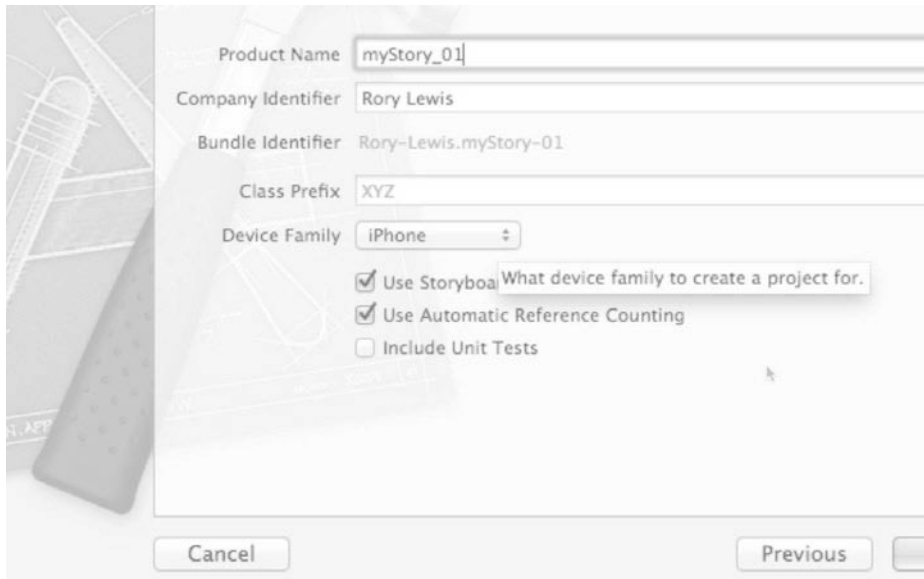 Product Name myStory_01
Company Identifier Rory Lewis
Bundle Identifier Rory-Lewis.myStory-01
Class Prefix XYZ
Device Family iPhone
Use Storyboa
What device family to create a project for.
Use Automatic Reference Counting
Include Unit Tests
Cancel Previous